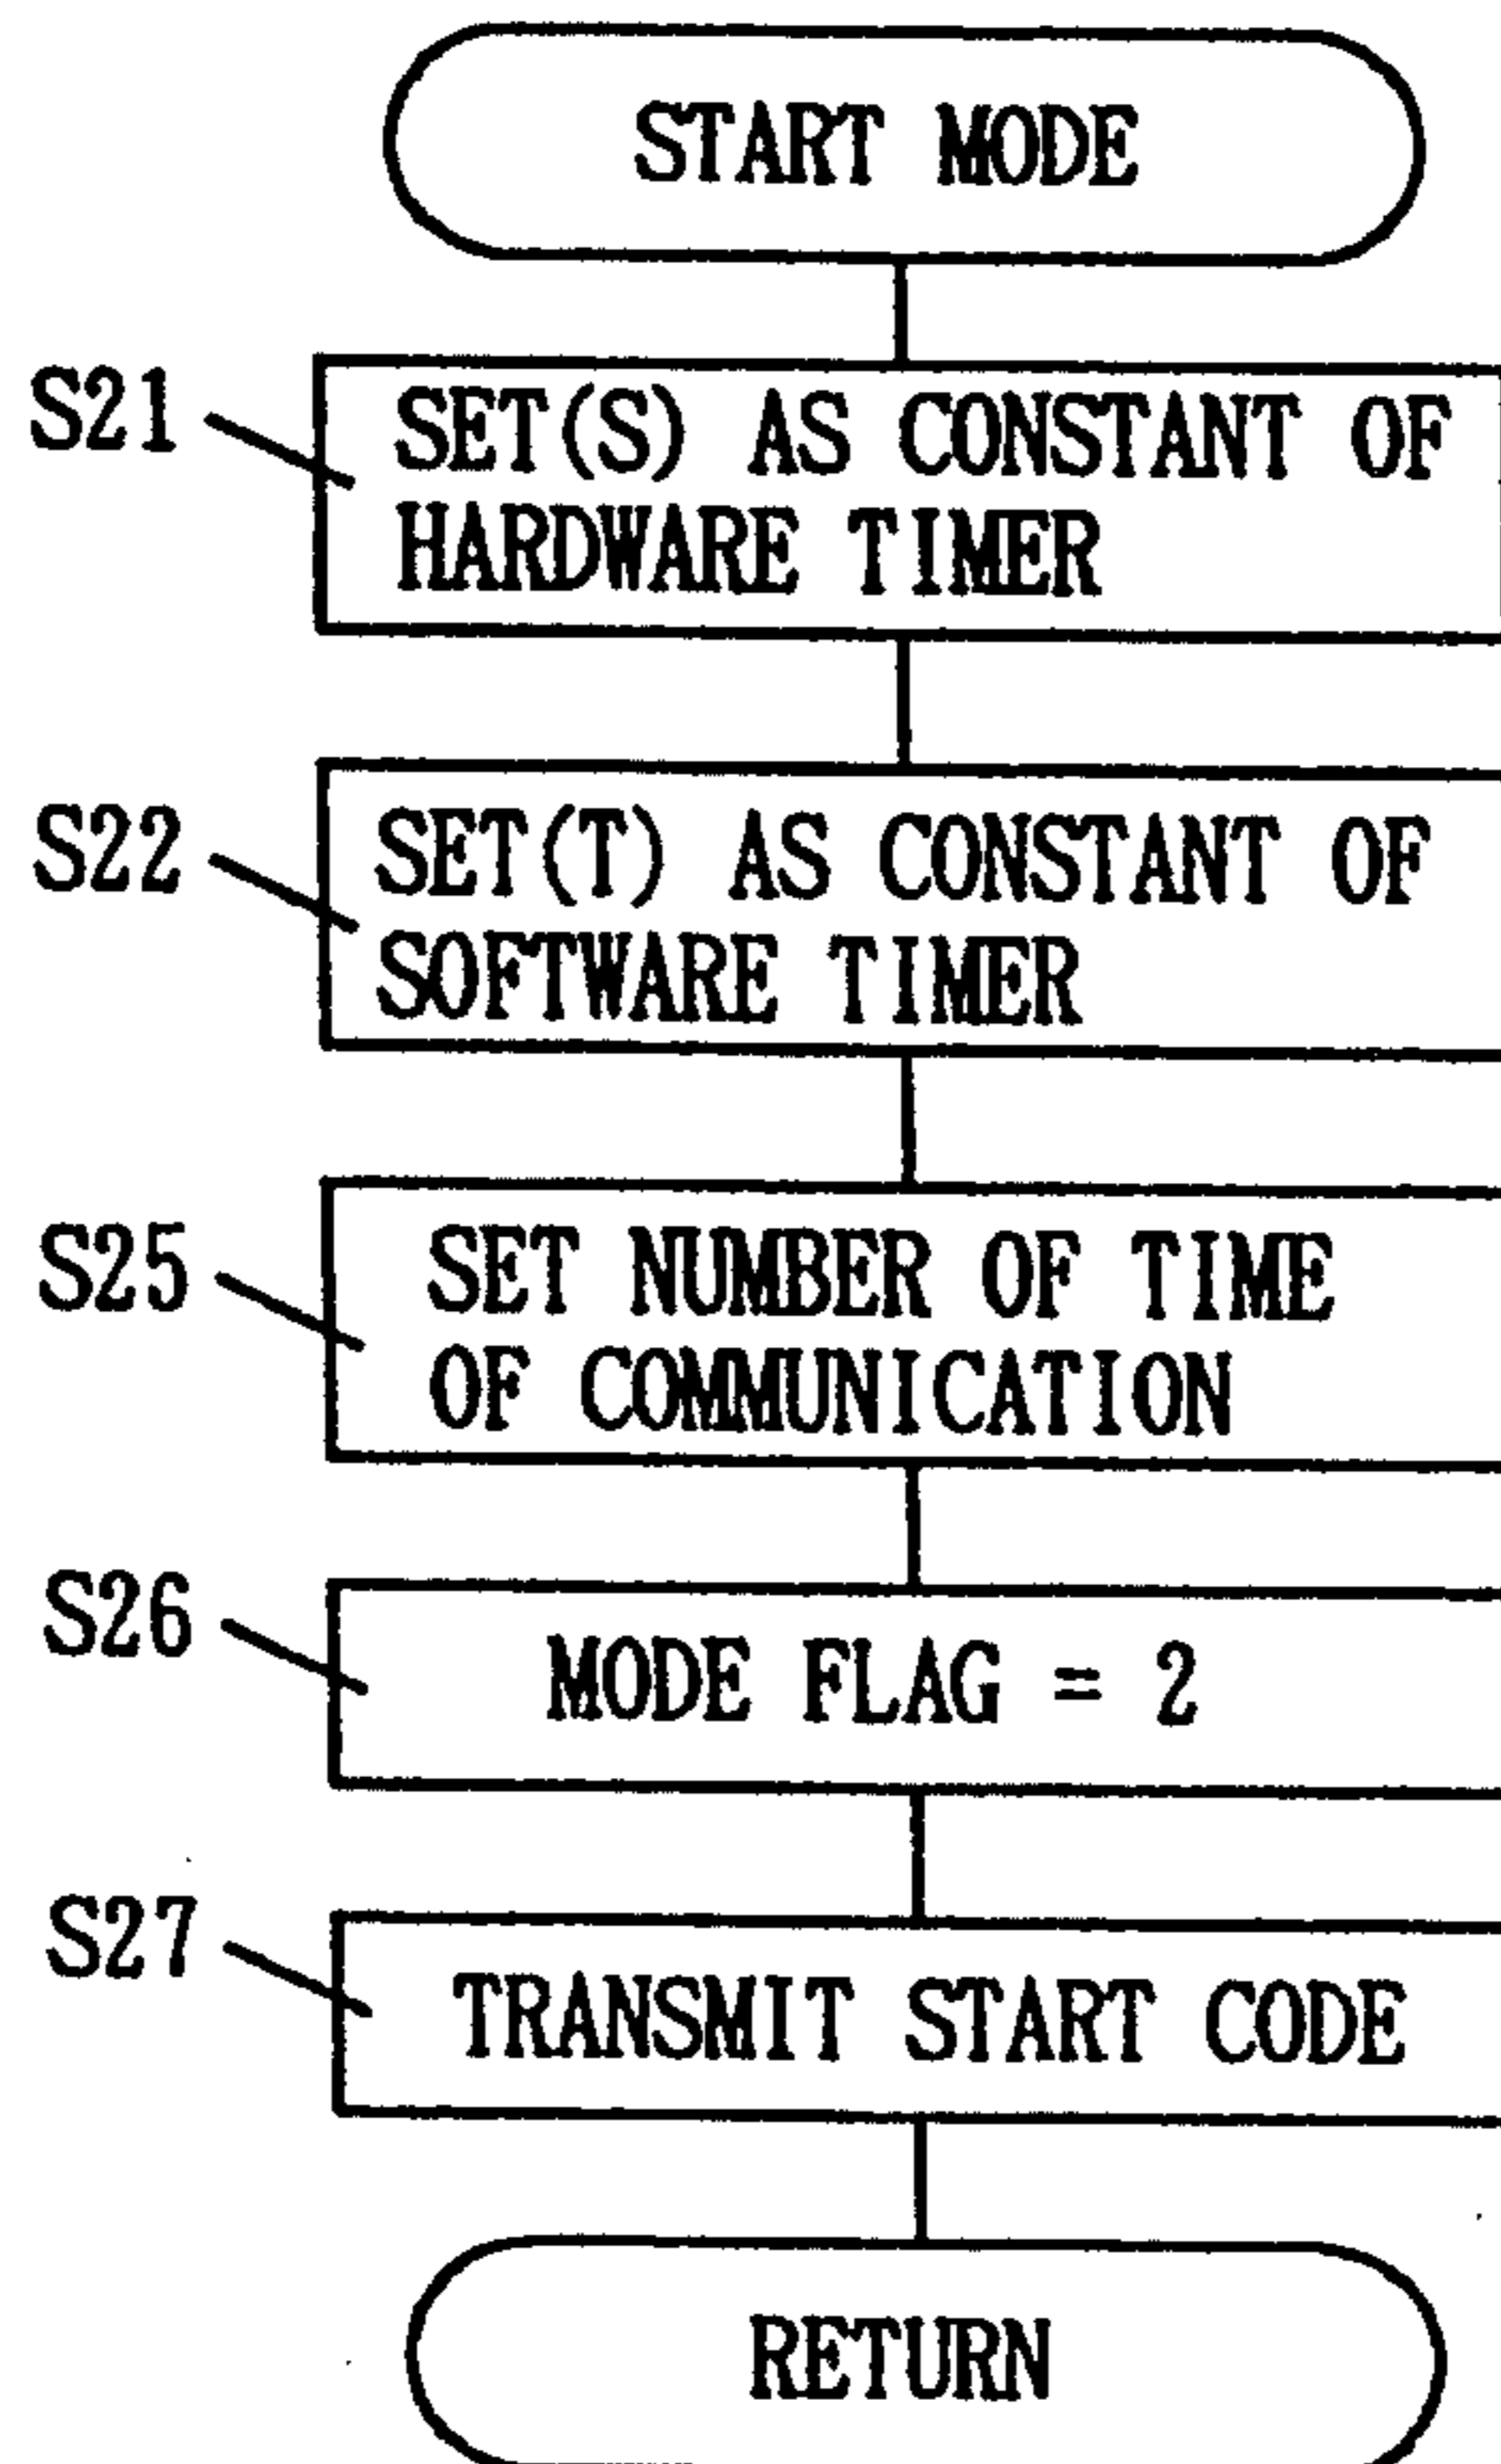 START MODE
S21
SET(S) AS CONSTANT OF
HARDWARE TIMER
S22
SET(T) AS CONSTANT OF
SOFTWARE TIMER
S25
SET NUMBER OF TIME
OF COMMUNICATION
S26
MODE FLAG = 2
S27
TRANSMIT START CODE
RETURN